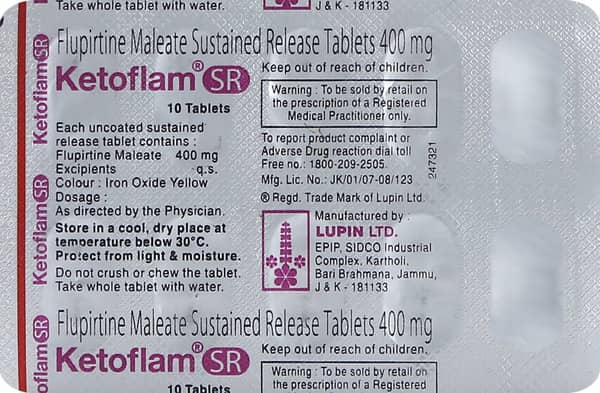 Take whole tablet with water.
J & K - 181133
Flupirtine Maleate Sustained Release Tablets 400 mg
Ketoflam® SR
Keep out of reach of children.
10 Tablets
Warning : To be sold by retail on
the prescription of a Registered
Medical Practitioner only.
Each uncoated sustained
release tablet contains :
Flupirtine Maleate 400 mg
Excipients q.s.
Colour : Iron Oxide Yellow
Dosage :
As directed by the Physician.
Store in a cool, dry place at
temperature below 30°C.
Protect from light & moisture.
Do not crush or chew the tablet.
Take whole tablet with water.
To report product complaint or
Adverse Drug reaction dial toll
Free no.: 1800-209-2505.
Mfg. Lic. No.: JK/01/07-08/123
® Regd. Trade Mark of Lupin Ltd.
247321
Manufactured by :
LUPIN LTD.
EPIP, SIDCO Industrial
Complex, Kartholi,
Bari Brahmana, Jammu,
J & K - 181133
Ketoflam SR
Ketoflam SR
oflam SR
Flupirtine Maleate Sustained Release Tablets 400 mg
Ketoflam® SR
Keep out of reach of children.
10 Tablets
Warning : To be sold by retail on
the prescription of a Registered